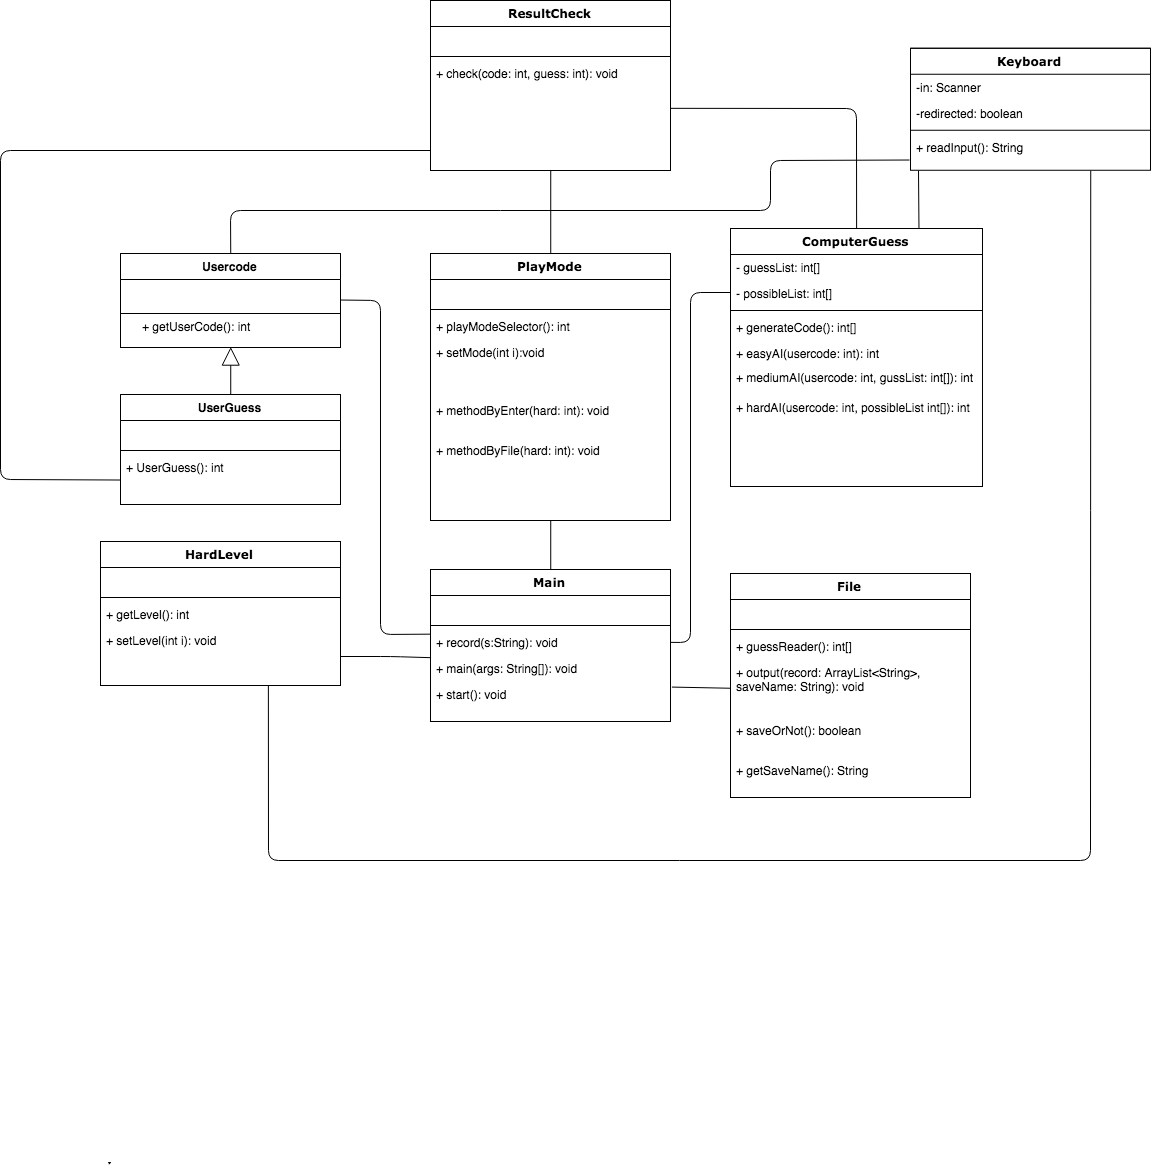 ResultCheck
+ check(code: int, guess: int): void
Keyboard
-in: Scanner
-redirected: boolean
+ readInput(): String
Usercode
+ getUserCode(): int
PlayMode
+ playModeSelector(): int
+ setMode(int i):void
+ methodByEnter(hard: int): void
+ methodByFile(hard: int): void
ComputerGuess
- guessList: int[]
- possibleList: int[]
+ generateCode(): int[]
+ easyAI(usercode: int): int
+ mediumAI(usercode: int, gussList: int[]): int
+ hardAI(usercode: int, possibleList int[]): int
UserGuess
+ UserGuess(): int
HardLevel
+ getLevel(): int
+ setLevel(int i): void
Main
+ record(s:String): void
+ main(args: String[]): void
+ start(): void
File
+ guessReader(): int[]
+ output(record: ArrayList<String>,
saveName: String): void
+ saveOrNot(): boolean
+ getSaveName(): String